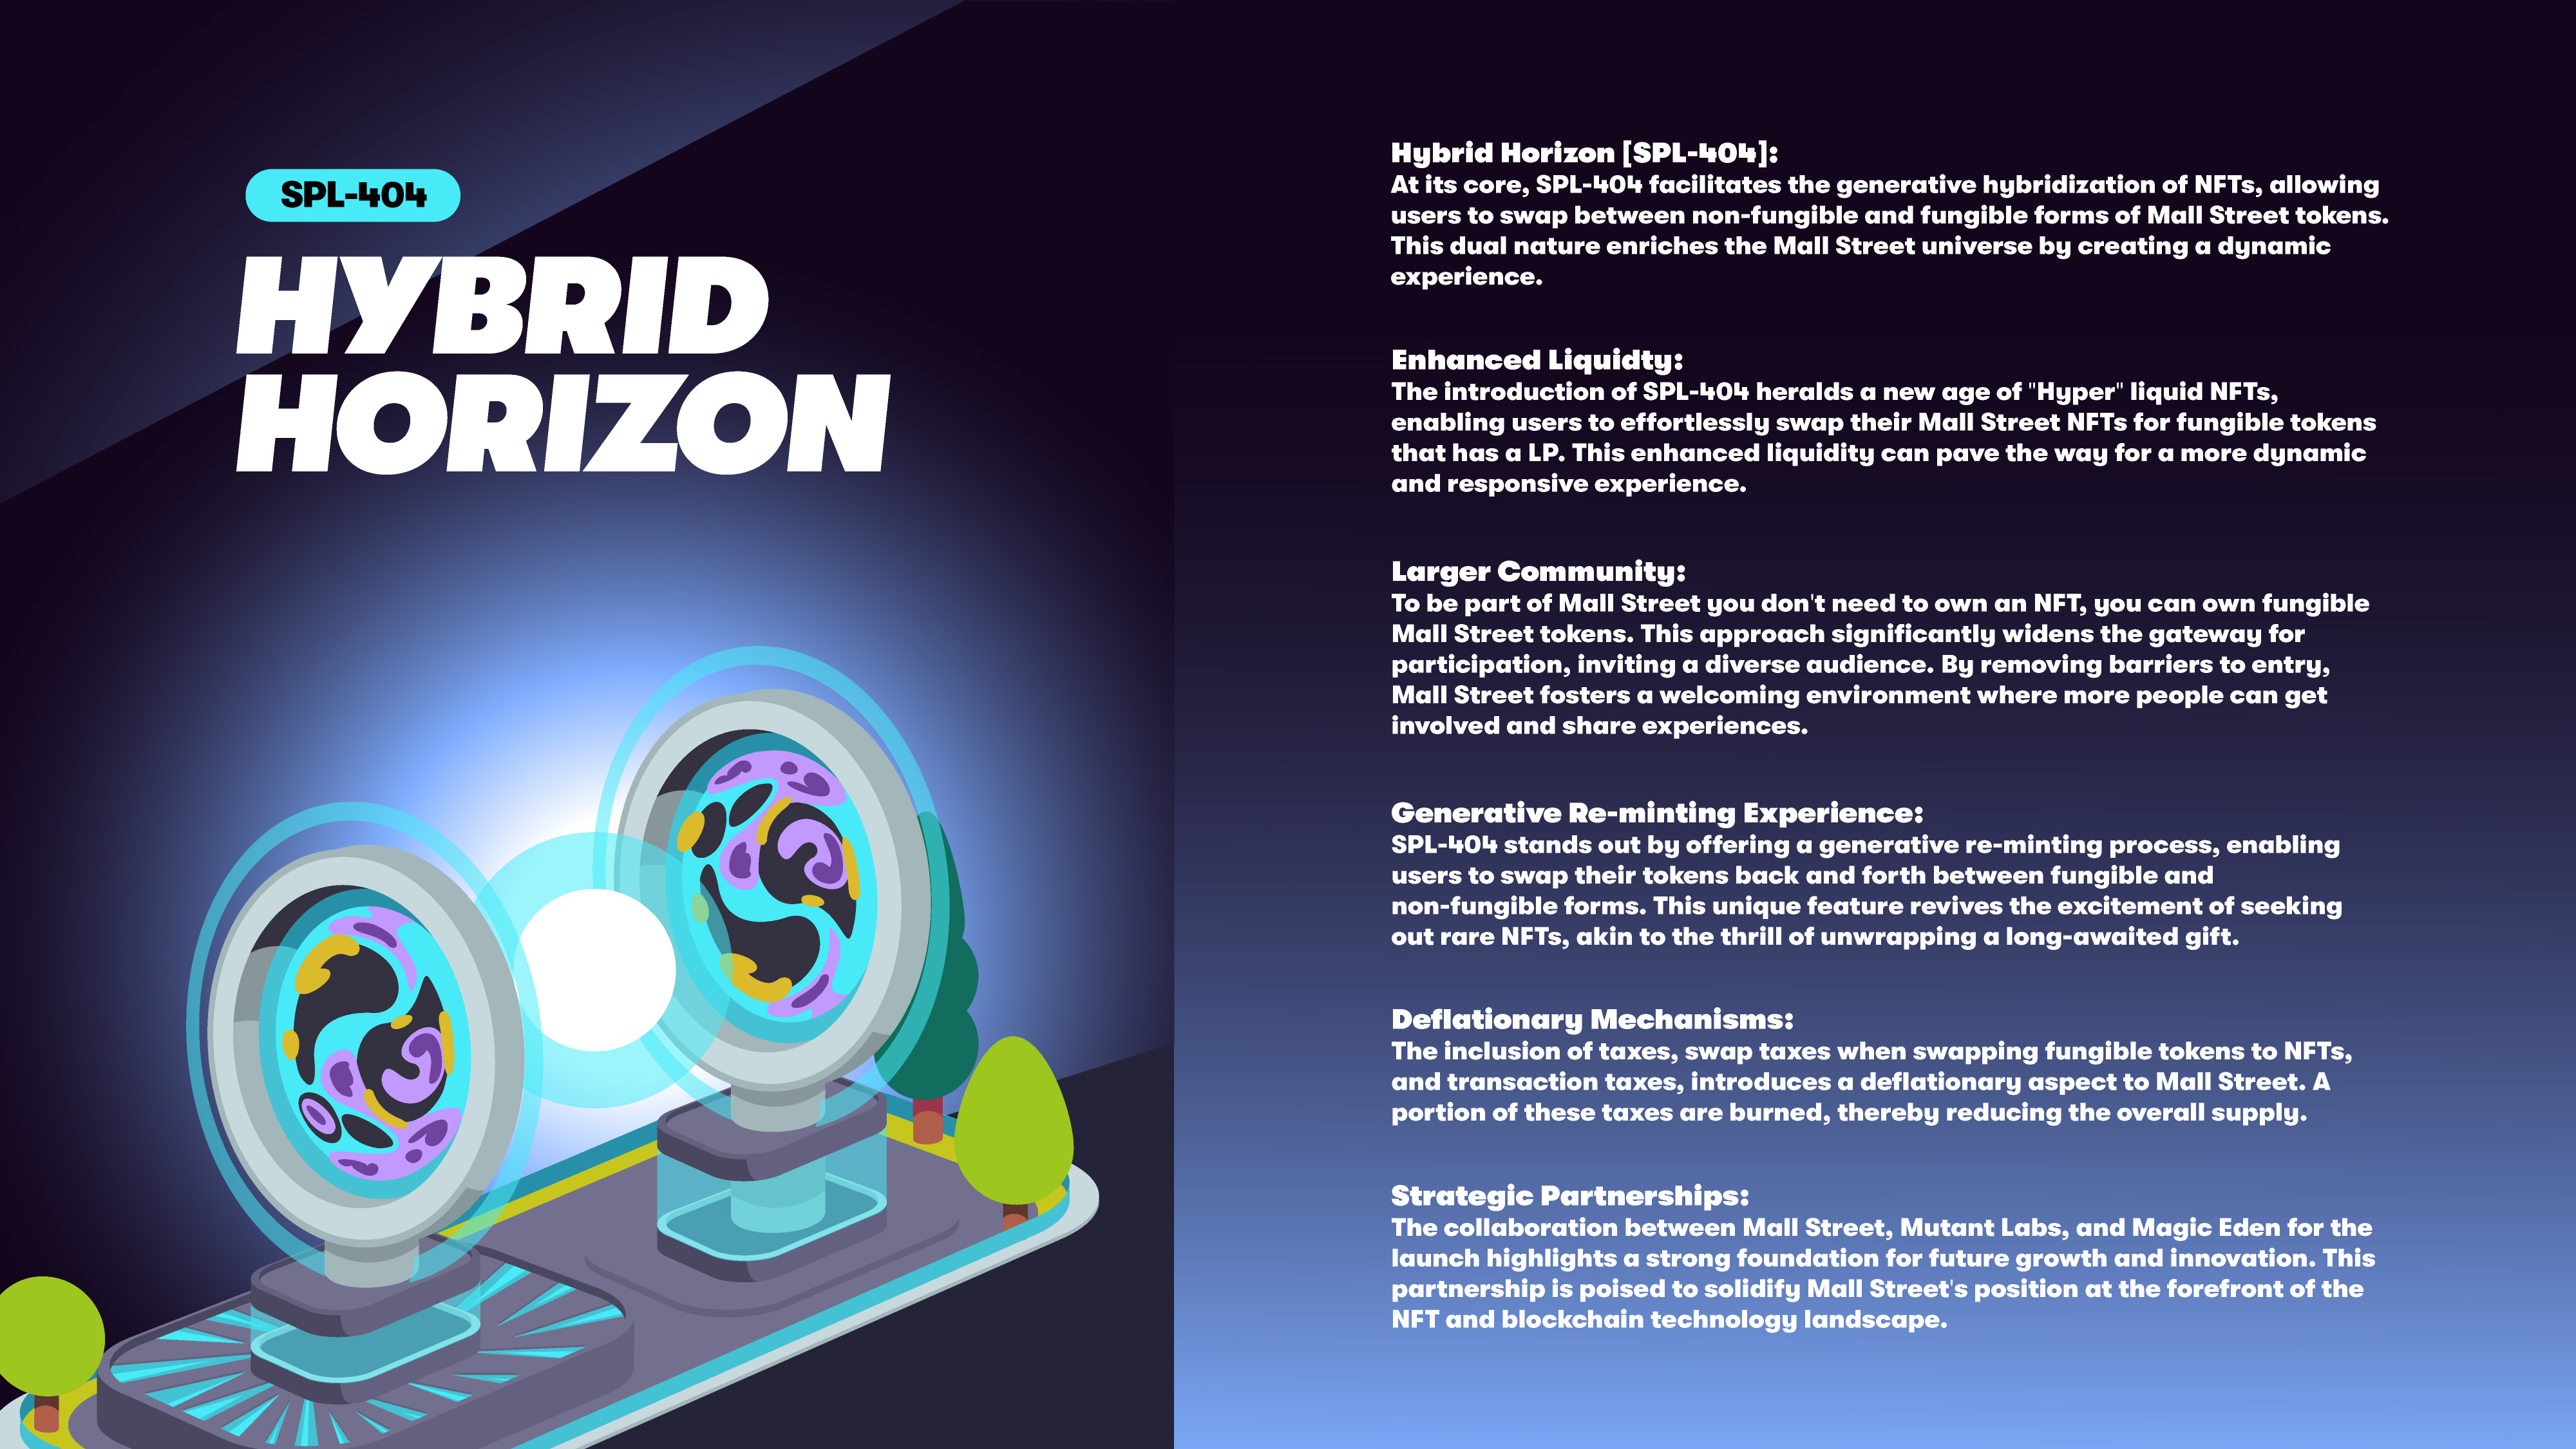 SPL-404
HYBRID
HORIZON
Hybrid Horizon [SPL-404]:
At its core, SPL-404 facilitates the generative hybridization of NFTs, allowing
users to swap between non-fungible and fungible forms of Mall Street tokens.
This dual nature enriches the Mall Street universe by creating a dynamic
experience.
Enhanced Liquidty:
The introduction of SPL-404 heralds a new age of "Hyper" liquid NFTs,
enabling users to effortlessly swap their Mall Street NFTs for fungible tokens
that has a LP. This enhanced liquidity can pave the way for a more dynamic
and responsive experience.
Larger Community:
To be part of Mall Street you don't need to own an NFT, you can own fungible
Mall Street tokens. This approach significantly widens the gateway for
participation, inviting a diverse audience. By removing barriers to entry,
Mall Street fosters a welcoming environment where more people can get
involved and share experiences.
Generative Re-minting Experience:
SPL-404 stands out by offering a generative re-minting process, enabling
users to swap their tokens back and forth between fungible and
non-fungible forms. This unique feature revives the excitement of seeking
out rare NFTs, akin to the thrill of unwrapping a long-awaited gift.
Deflationary Mechanisms:
The inclusion of taxes, swap taxes when swapping fungible tokens to NFTs,
and transaction taxes, introduces a deflationary aspect to Mall Street. A
portion of these taxes are burned, thereby reducing the overall supply.
Strategic Partnerships:
The collaboration between Mall Street, Mutant Labs, and Magic Eden for the
launch highlights a strong foundation for future growth and innovation. This
partnership is poised to solidify Mall Street's position at the forefront of the
NFT and blockchain technology landscape.